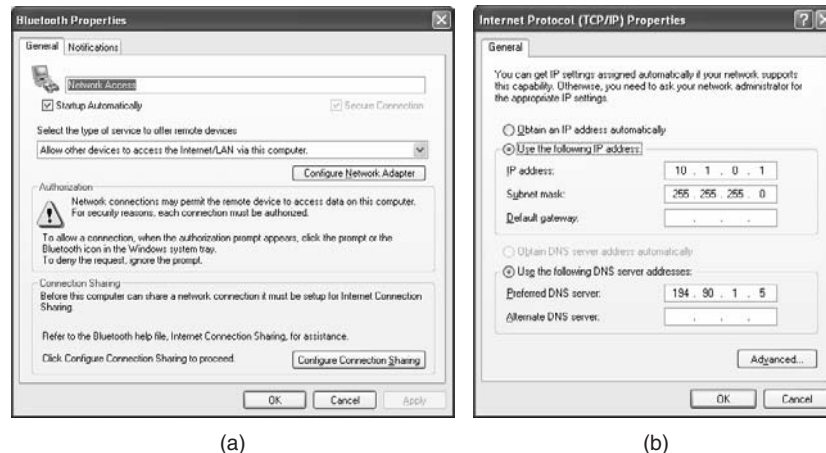 Bluetooth Properties
General Notifications
Network Access
Startup Automatically
Secure Connection
Select the type of service to offer remote devices
Allow other devices to access the Internet/LAN via this computer.
Configure Network Adapter
Authorization
Network connections may permit the remote device to access data on this computer.
For security reasons, each connection must be authorized.
To allow a connection, when the authorization prompt appears, click the prompt or the
Bluetooth icon in the Windows system tray.
To deny the request, ignore the prompt.
Connection Sharing
Before this computer can share a network connection it must be setup for Internet Connection
Sharing.
Refer to the Bluetooth help file, Internet Connection Sharing, for assistance.
Click Configure Connection Sharing to proceed.
Configure Connection Sharing
OK Cancel Apply
(a)
Internet Protocol (TCP/IP) Properties
General
You can get IP settings assigned automatically if your network supports
this capability. Otherwise, you need to ask your network administrator for
the appropriate IP settings.
Obtain an IP address automatically
Use the following IP address:
IP address: 10 . 1 . 0 . 1
Subnet mask: 255 . 255 . 255 . 0
Default gateway: . . .
Obtain DNS server address automatically
Use the following DNS server addresses:
Preferred DNS server: 194 . 90 . 1 . 5
Alternate DNS server: . . .
Advanced...
OK Cancel
(b)